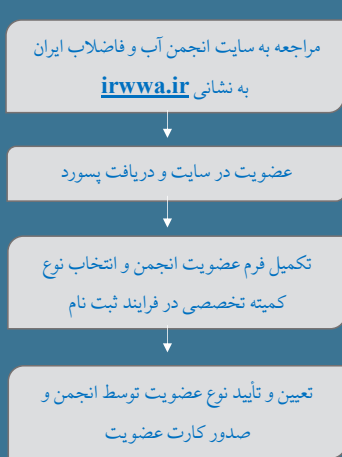 مراجعه به سایت انجمن آب و فاضلاب ایران
به نشانی irwwa.ir
عضویت در سایت و دریافت پسورد
تکمیل فرم عضویت انجمن و انتخاب نوع
کمیته تخصصی در فرایند ثبت نام
تعیین و تأیید نوع عضویت توسط انجمن و
صدور کارت عضویت